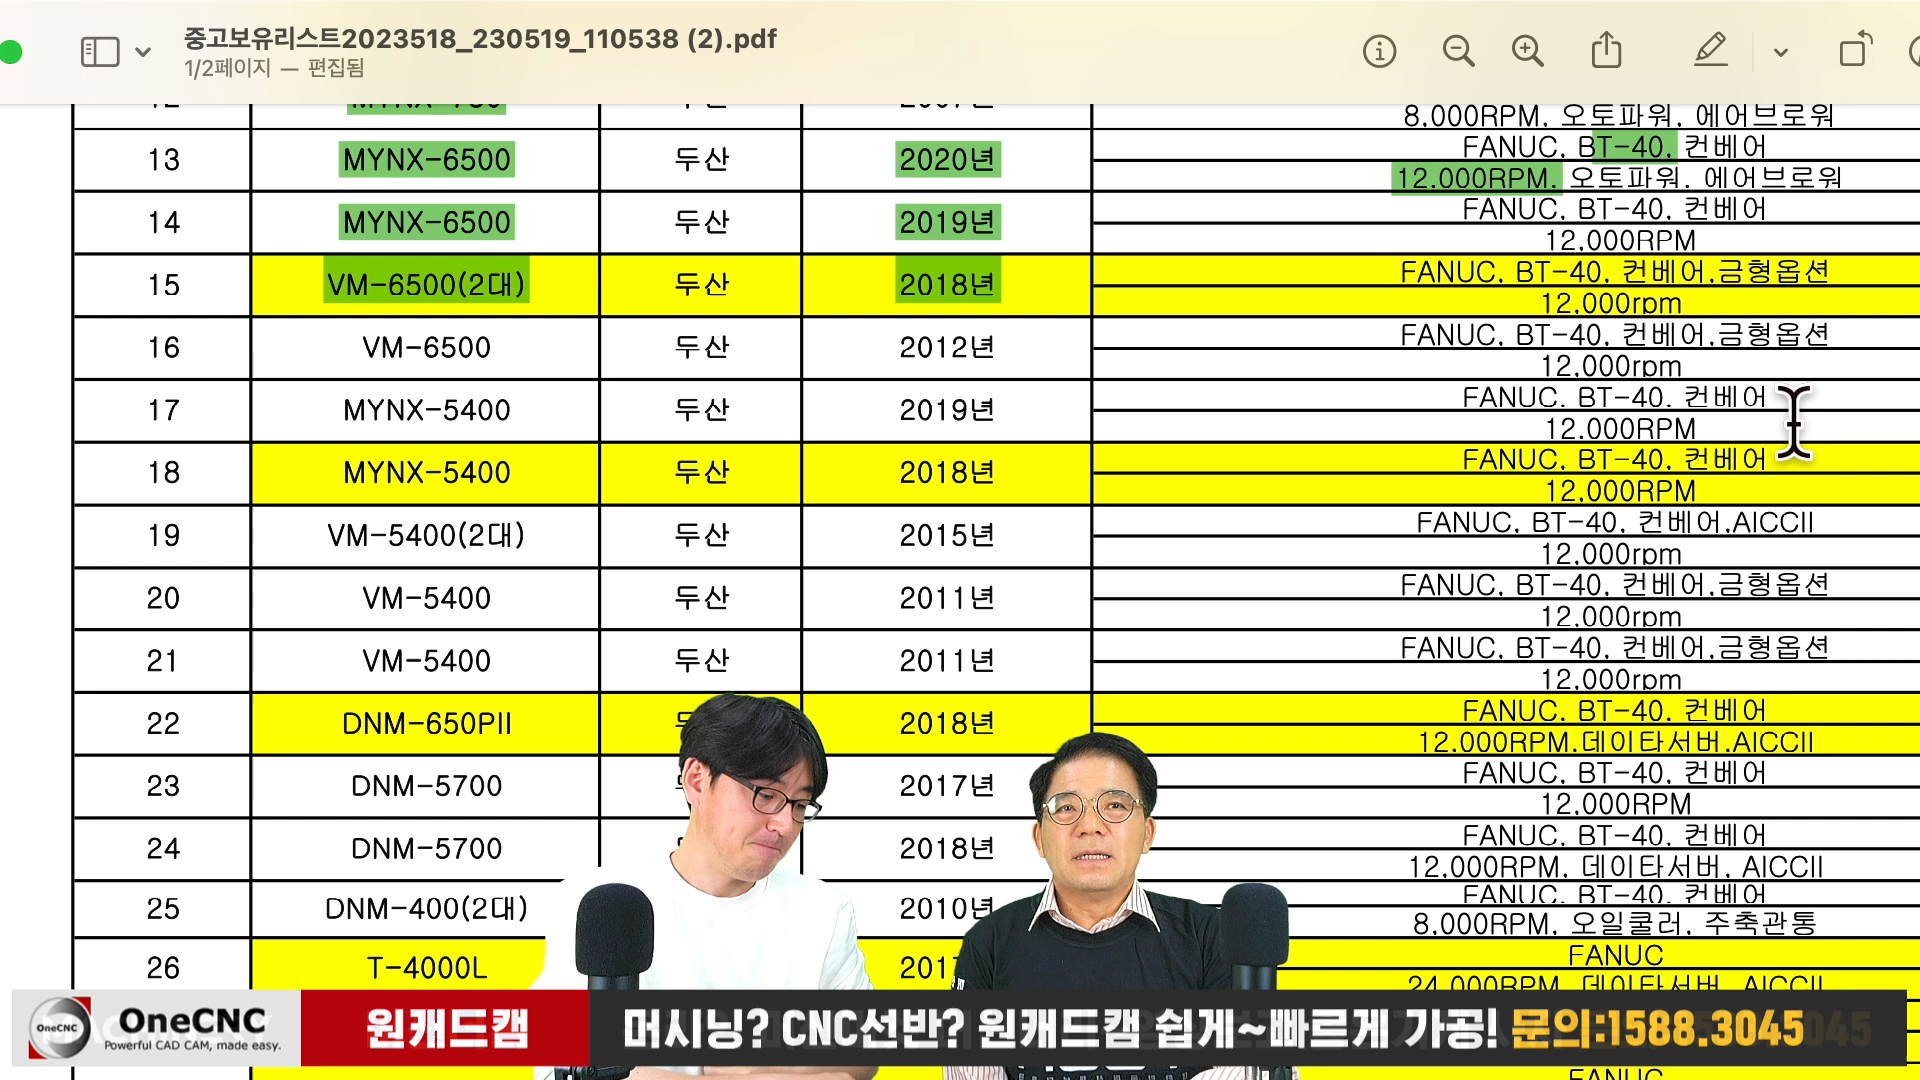 중고보유리스트2023518_230519_110538 (2).pdf
1/2페이지 — 편집됨
8,000RPM, 오토파워, 에어브로워
13 MYNX-6500 두산 2020년 FANUC, BT-40, 컨베어
12,000RPM, 오토파워, 에어브로워
14 MYNX-6500 두산 2019년 FANUC, BT-40, 컨베어
12,000RPM
15 VM-6500(2대) 두산 2018년 FANUC, BT-40, 컨베어,금형옵션
12,000rpm
16 VM-6500 두산 2012년 FANUC, BT-40, 컨베어,금형옵션
12,000rpm
17 MYNX-5400 두산 2019년 FANUC, BT-40, 컨베어
12,000RPM
18 MYNX-5400 두산 2018년 FANUC, BT-40, 컨베어
12,000RPM
19 VM-5400(2대) 두산 2015년 FANUC, BT-40, 컨베어,AICCII
12,000rpm
20 VM-5400 두산 2011년 FANUC, BT-40, 컨베어,금형옵션
12,000rpm
21 VM-5400 두산 2011년 FANUC, BT-40, 컨베어,금형옵션
12,000rpm
22 DNM-650PII 2018년 FANUC, BT-40, 컨베어
12,000RPM,데이타서버,AICCII
23 DNM-5700 2017년 FANUC, BT-40, 컨베어
12,000RPM
24 DNM-5700 2018년 FANUC, BT-40, 컨베어
12,000RPM, 데이타서버, AICCII
25 DNM-400(2대) 2010년 FANUC, BT-40, 컨베어
8,000RPM, 오일쿨러, 주축관통
26 T-4000L 2017 FANUC
24,000RPM, 데이타서버, AICCII
OneCNC OneCNC
Powerful CAD CAM, made easy.
원캐드캠
머시닝? CNC선반? 원캐드캠 쉽게~빠르게 가공! 문의:1588.3045
FANUC